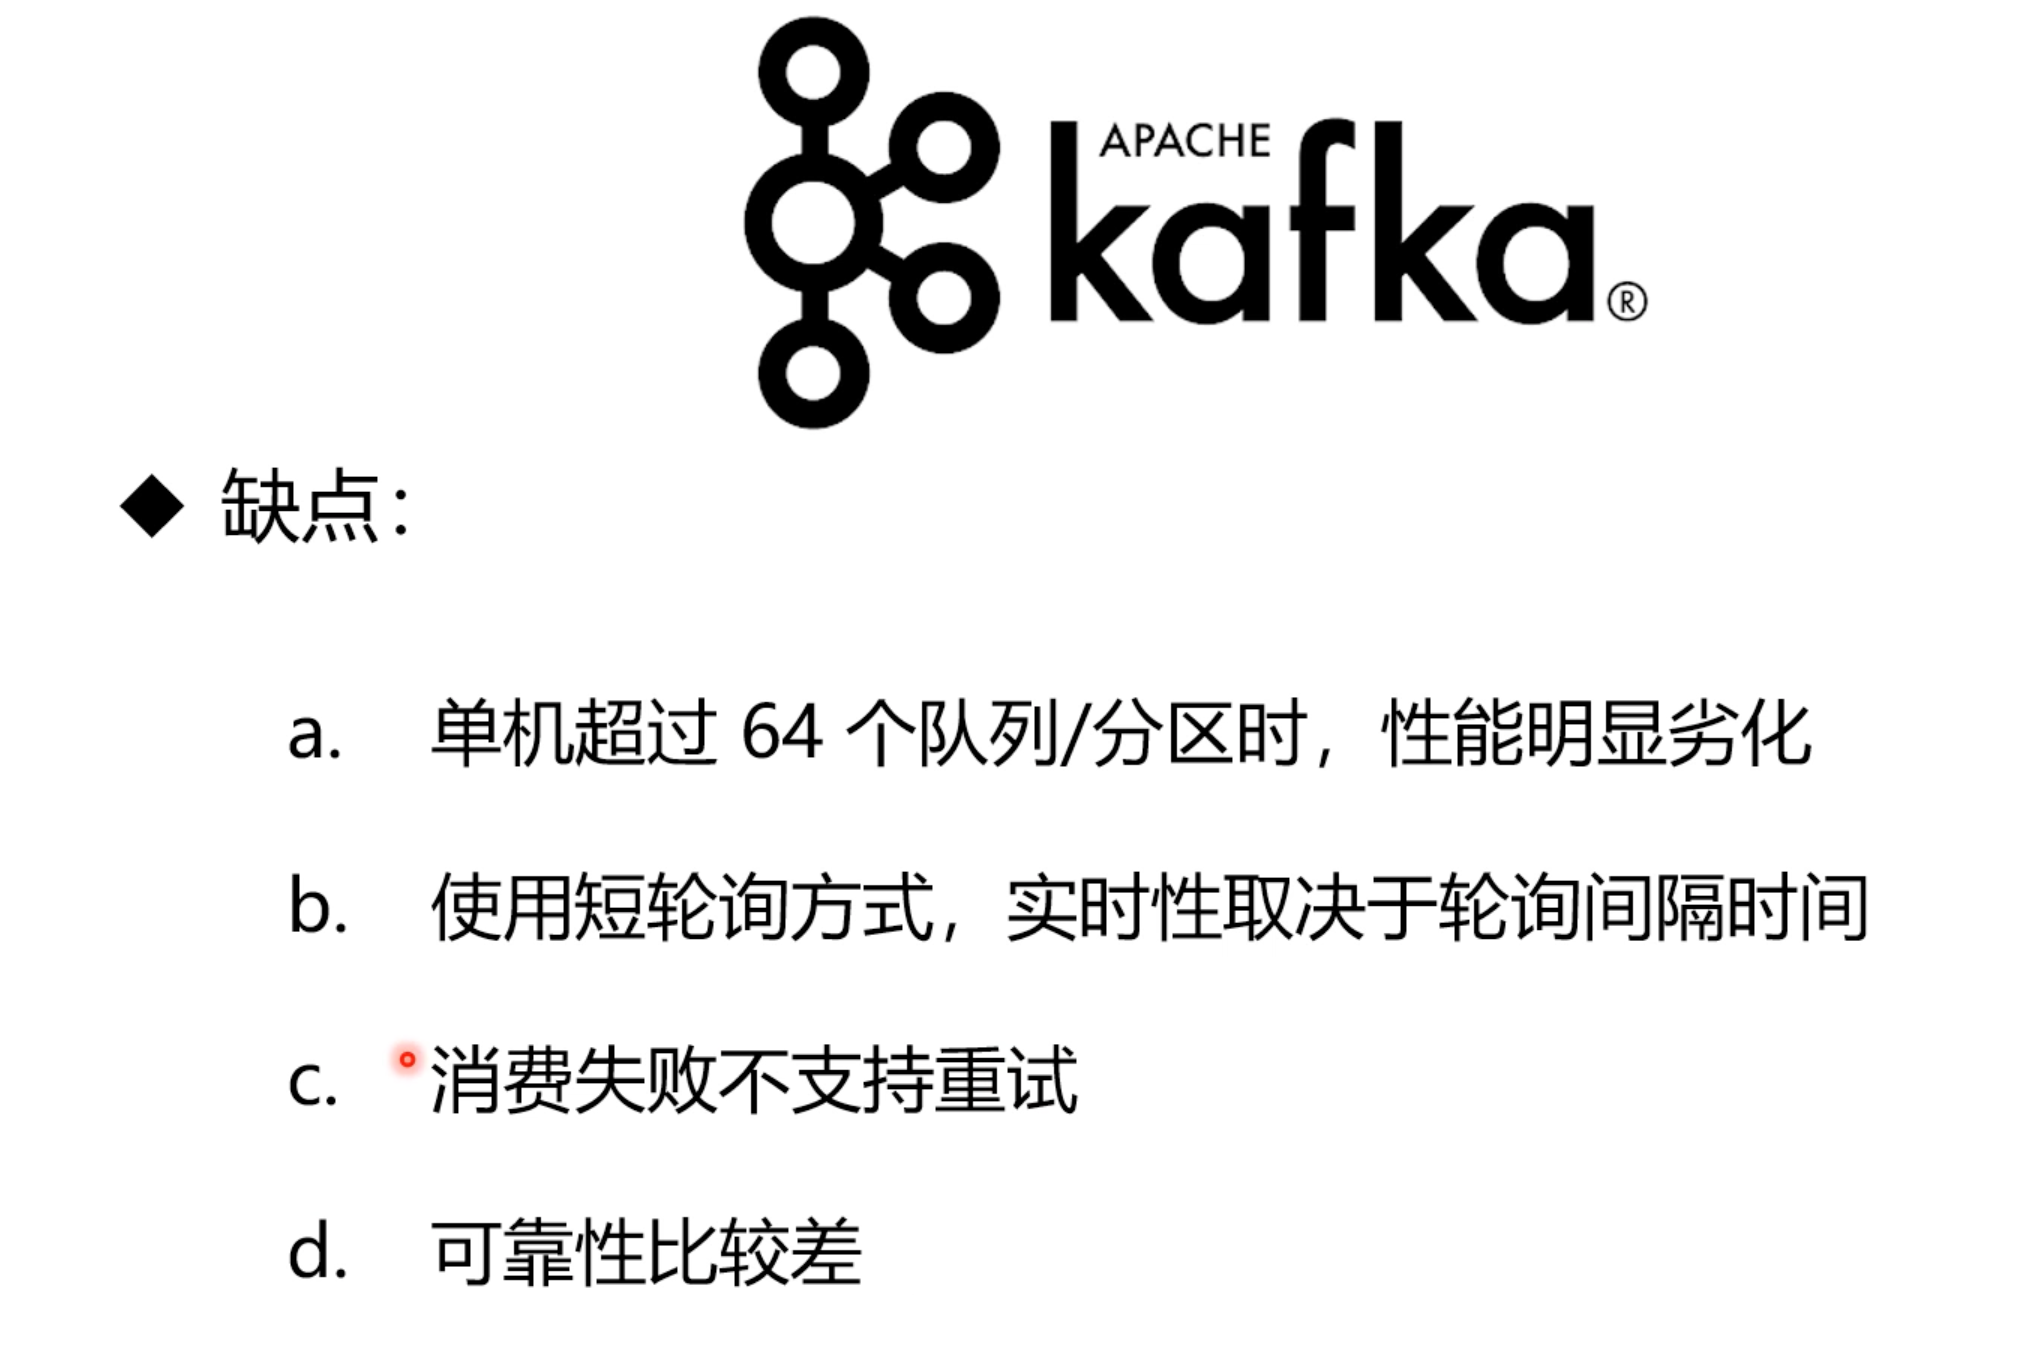 APACHE
kafka®
◆ 缺点：
a. 单机超过 64 个队列/分区时，性能明显劣化
b. 使用短轮询方式，实时性取决于轮询间隔时间
c. 消费失败不支持重试
d. 可靠性比较差